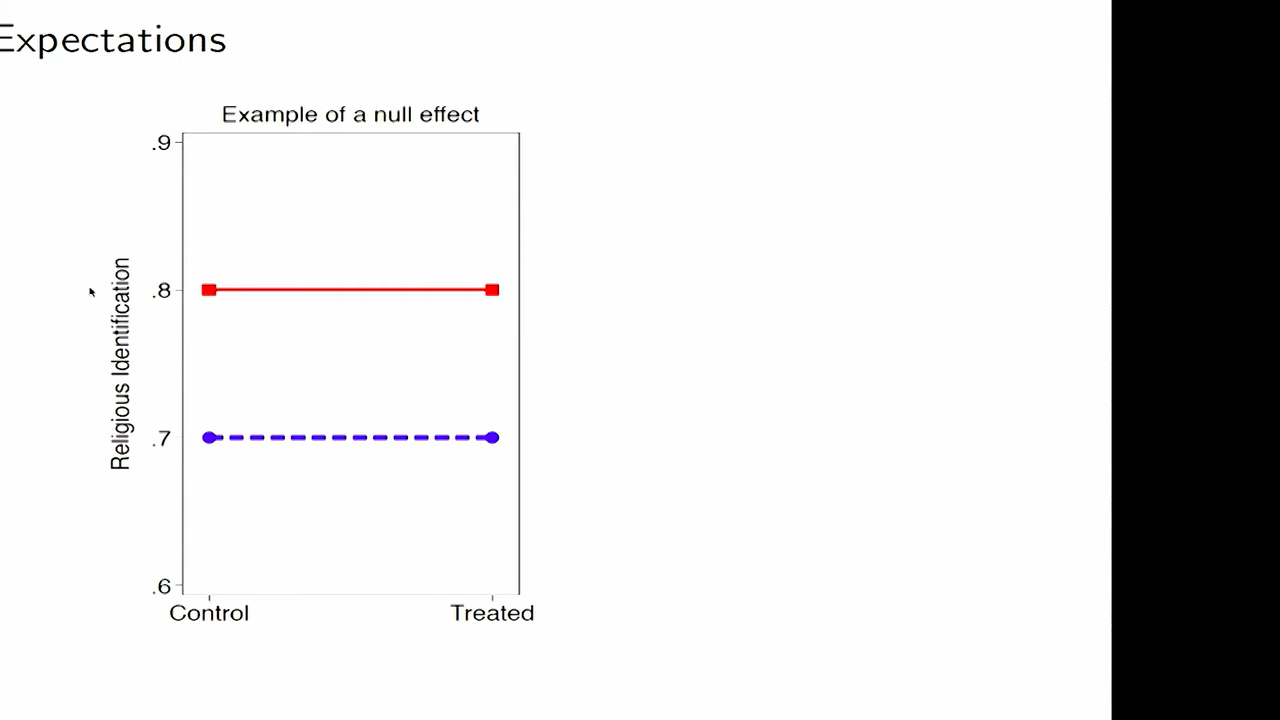 Expectations
Example of a null effect
.9
.8
.7
.6
Religious Identification
Control
Treated